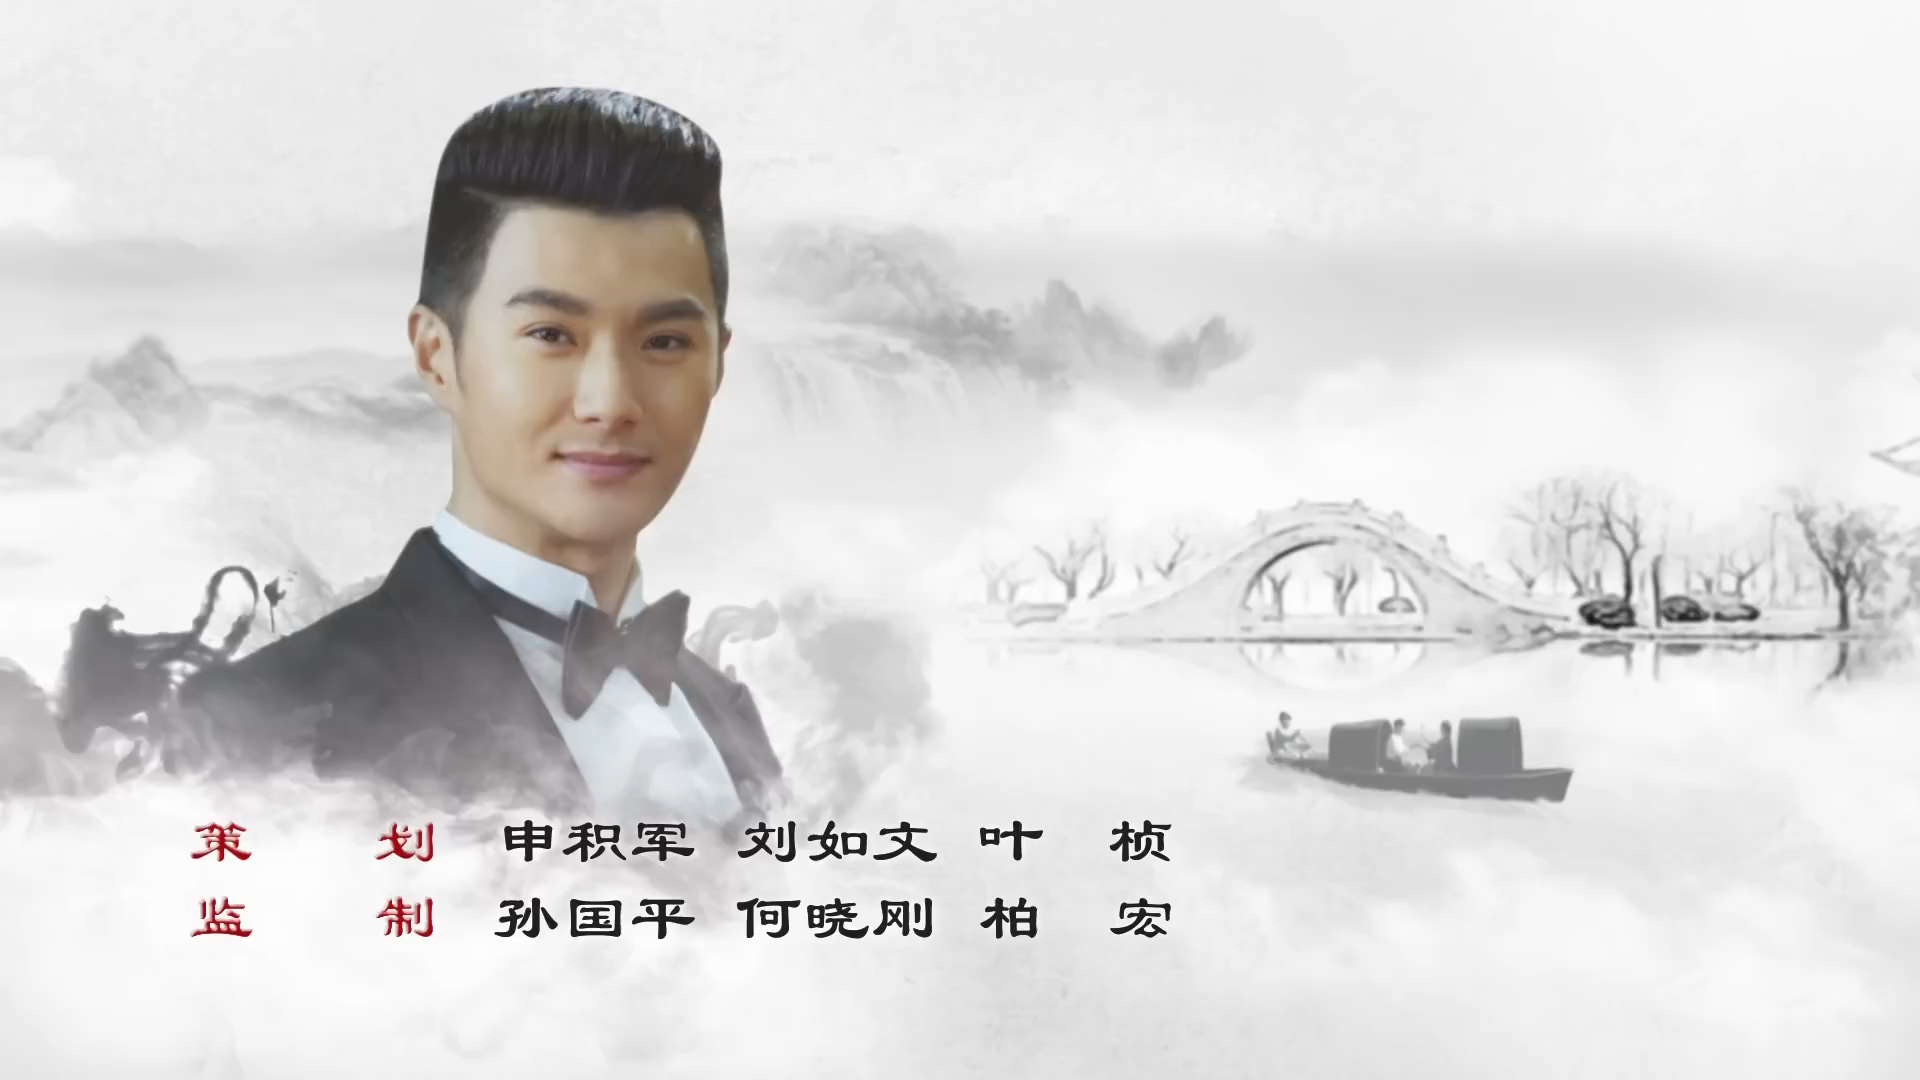 策 划 申积军 刘如文 叶 桢
监 制 孙国平 何晓刚 柏 宏